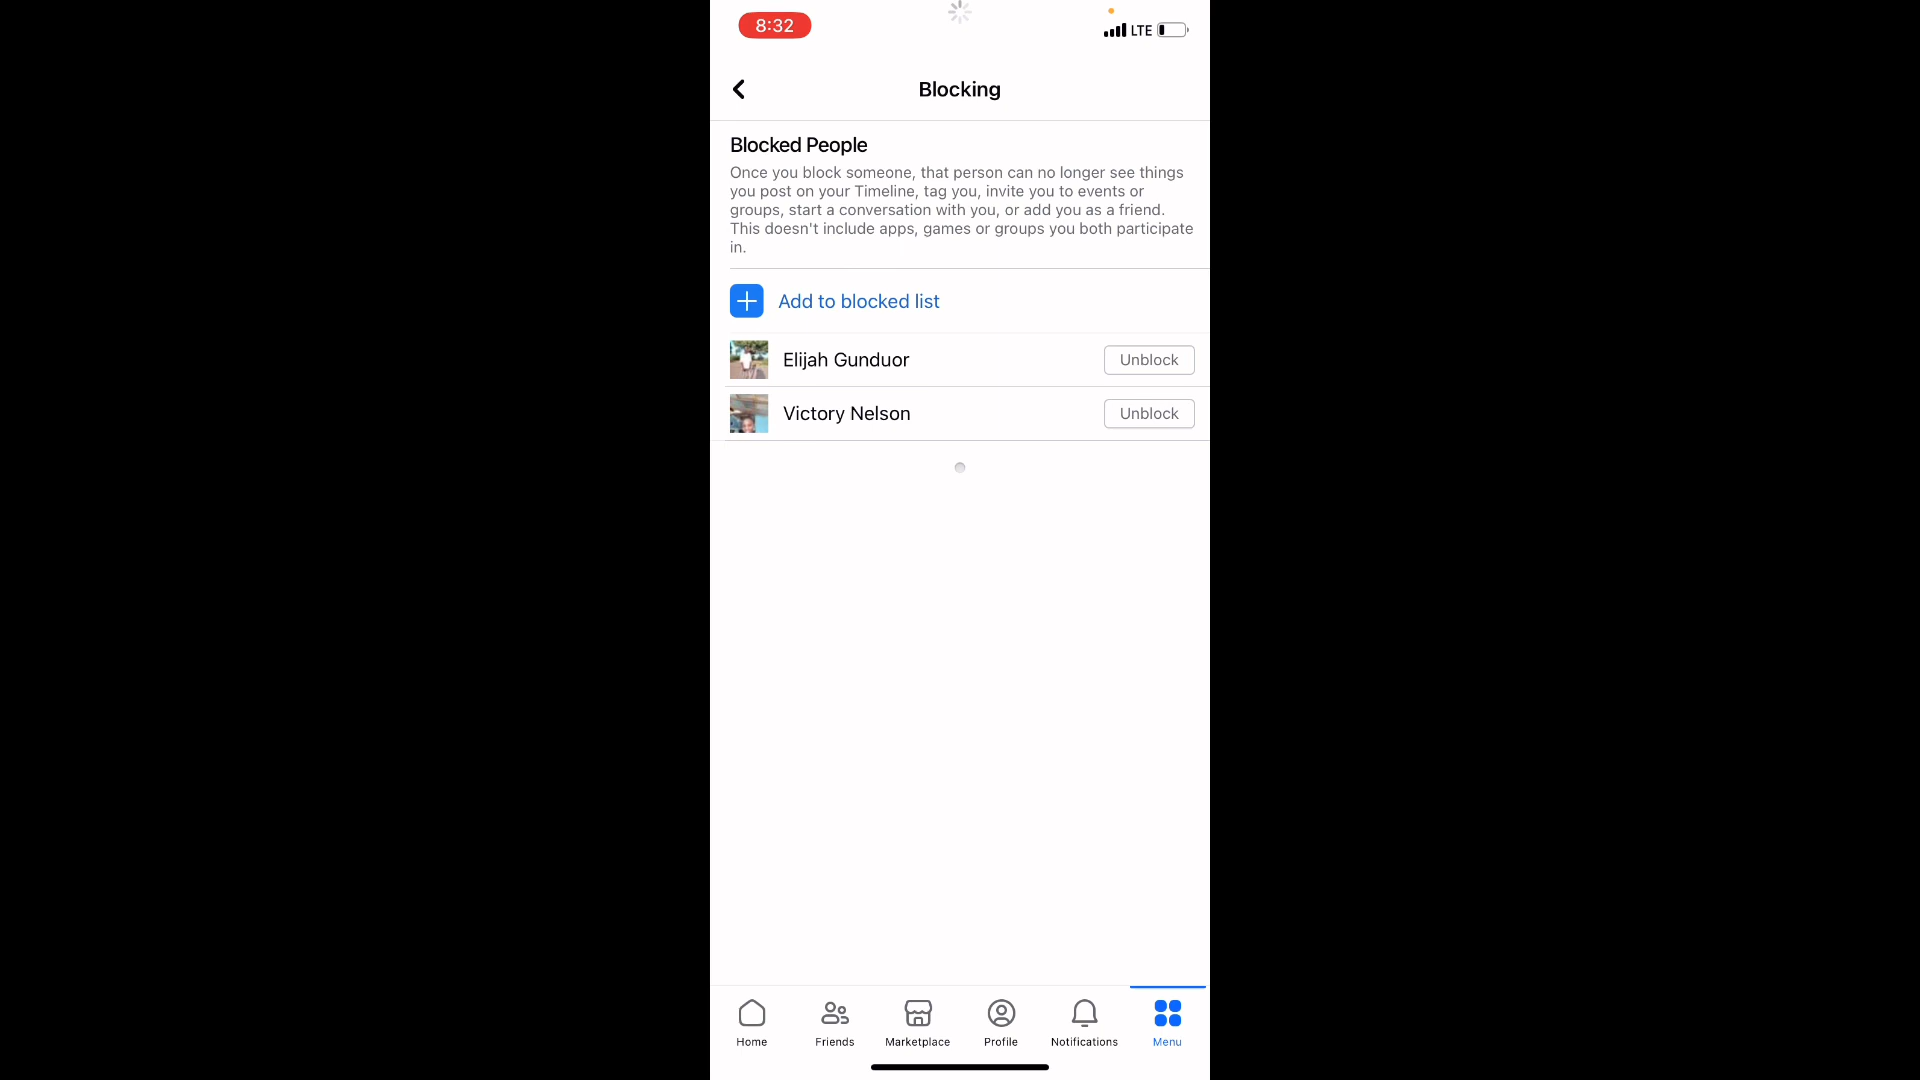 8:32
LTE
Blocking
Blocked People
Once you block someone, that person can no longer see things
you post on your Timeline, tag you, invite you to events or
groups, start a conversation with you, or add you as a friend.
This doesn't include apps, games or groups you both participate
in.
Add to blocked list
Elijah Gunduor
Unblock
Victory Nelson
Unblock
Home
Friends
Marketplace
Profile
Notifications
Menu